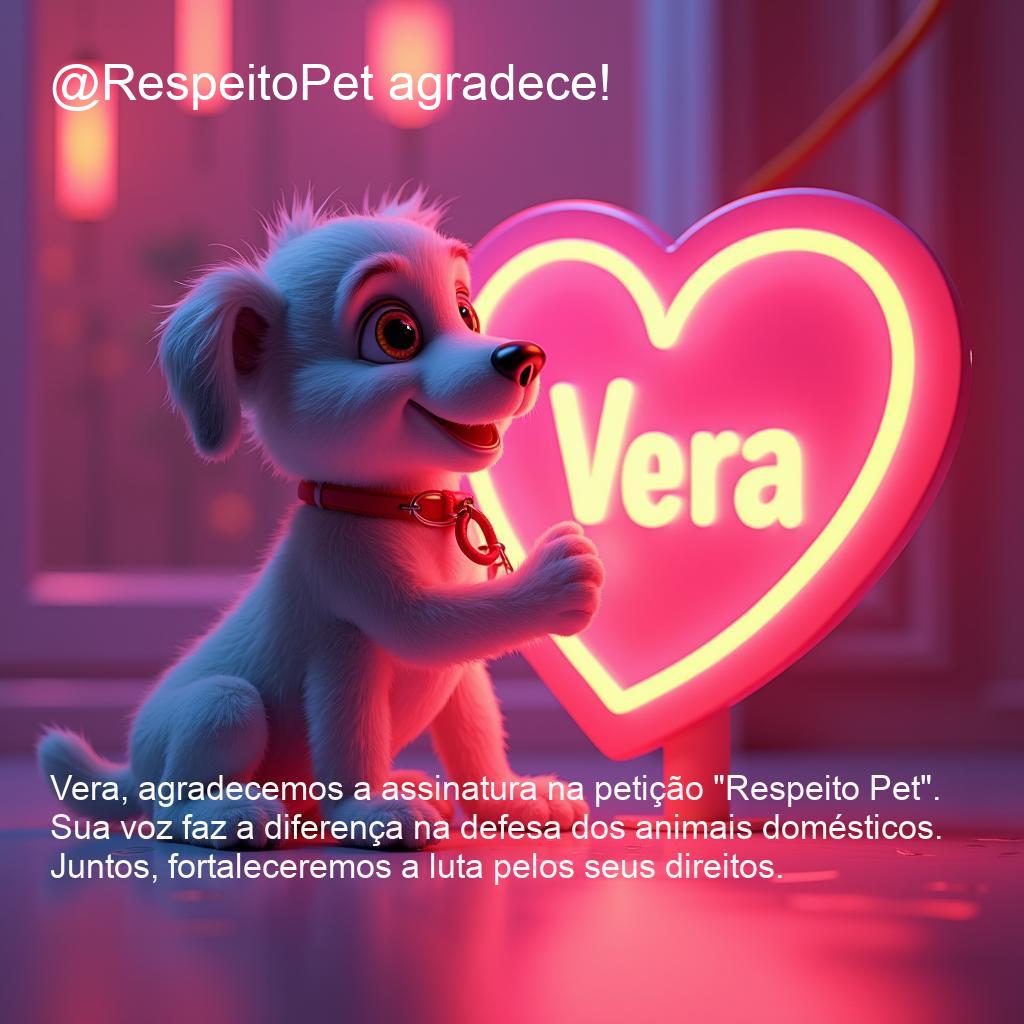 @RespeitoPet agradece!
Vera
Vera, agradecemos a assinatura na petição "Respeito Pet".
Sua voz faz a diferença na defesa dos animais domésticos.
Juntos, fortaleceremos a luta pelos seus direitos.